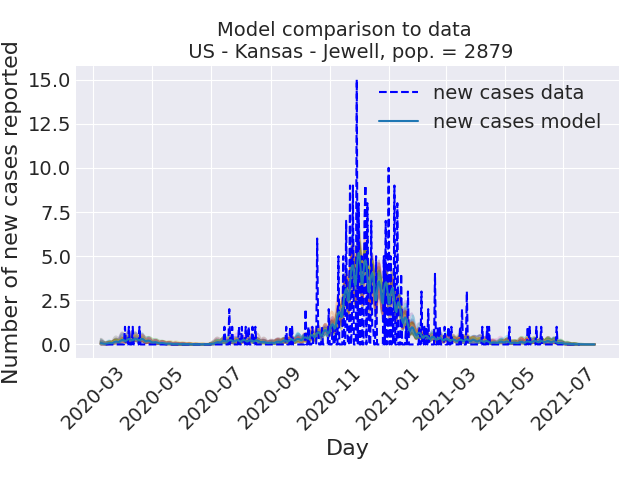 Model comparison to data
US - Kansas - Jewell, pop. = 2879
Number of new cases reported
15.0
12.5
10.0
7.5
5.0
2.5
0.0
new cases data
new cases model
2020-03
2020-05
2020-07
2020-09
2020-11
2021-01
2021-03
2021-05
2021-07
Day